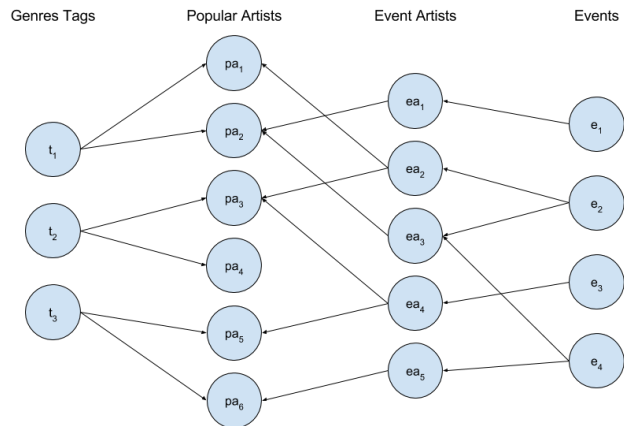 Genres Tags
Popular Artists
Event Artists
Events
t₁
t₂
t₃
pa₁
pa₂
pa₃
pa₄
pa₅
pa₆
ea₁
ea₂
ea₃
ea₄
ea₅
e₁
e₂
e₃
e₄